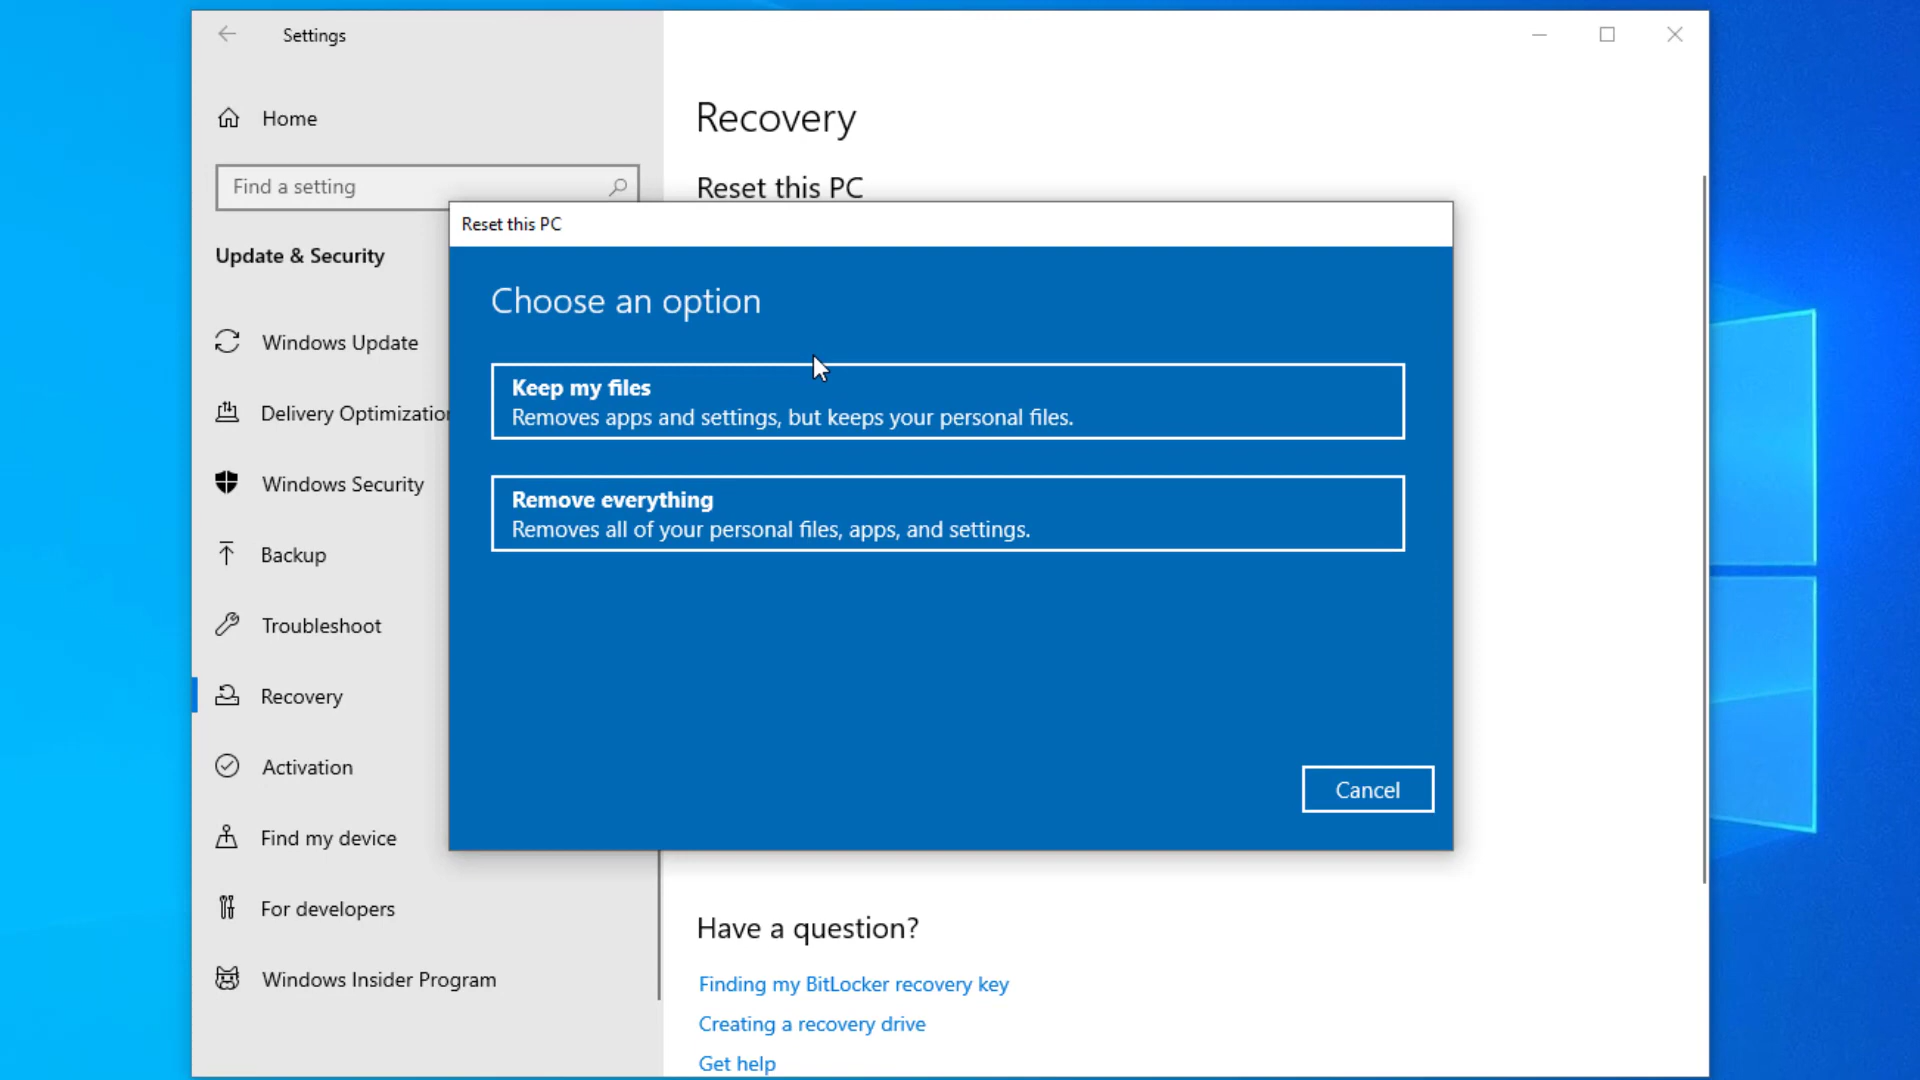 Settings
Home
Find a setting
Update & Security
Windows Update
Delivery Optimization
Windows Security
Backup
Troubleshoot
Recovery
Activation
Find my device
For developers
Windows Insider Program
Recovery
Reset this PC
Reset this PC
Choose an option
Keep my files
Removes apps and settings, but keeps your personal files.
Remove everything
Removes all of your personal files, apps, and settings.
Cancel
Have a question?
Finding my BitLocker recovery key
Creating a recovery drive
Get help